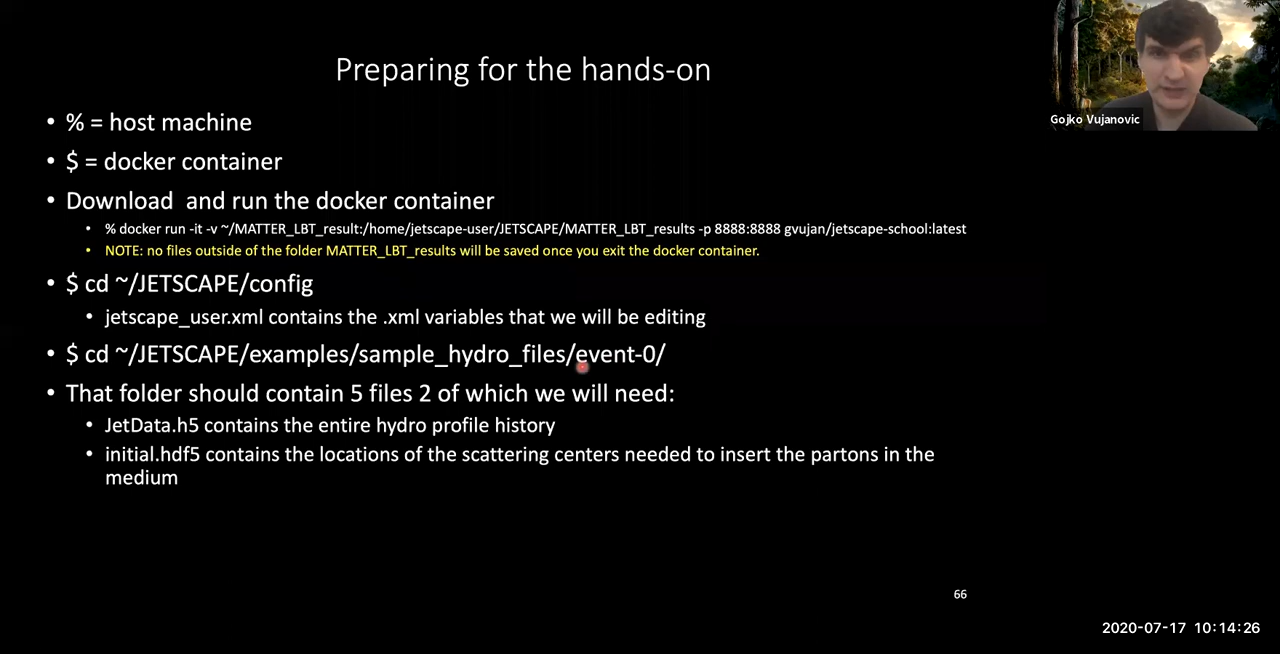 Preparing for the hands-on
Gojko Vujanovic
• % = host machine
• $ = docker container
• Download and run the docker container
• % docker run -it -v ~/MATTER_LBT_result:/home/jetscape-user/JETSCAPE/MATTER_LBT_results -p 8888:8888 gvujan/jetscape-school:latest
• NOTE: no files outside of the folder MATTER_LBT_results will be saved once you exit the docker container.
• $ cd ~/JETSCAPE/config
• jetscape_user.xml contains the .xml variables that we will be editing
• $ cd ~/JETSCAPE/examples/sample_hydro_files/event-0/
• That folder should contain 5 files 2 of which we will need:
• JetData.h5 contains the entire hydro profile history
• initial.hdf5 contains the locations of the scattering centers needed to insert the partons in the
medium
66
2020-07-17 10:14:26